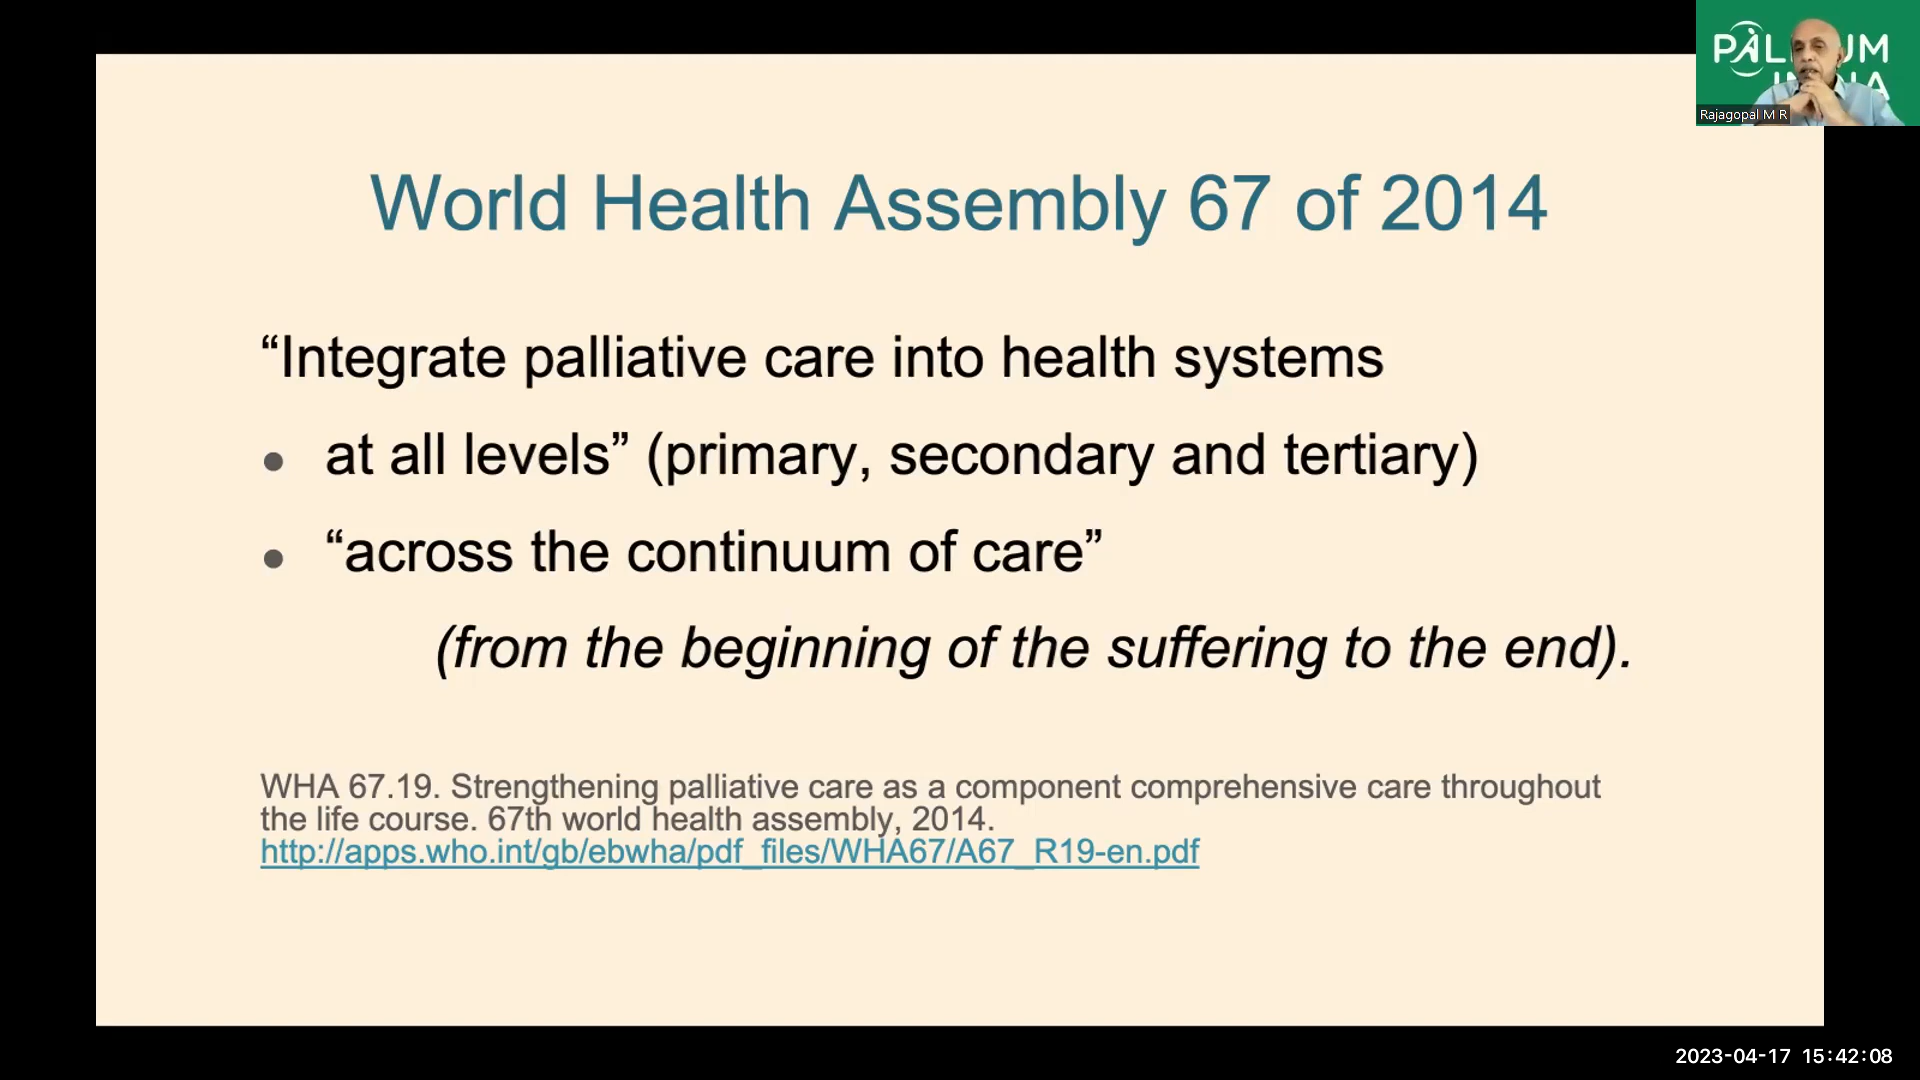 PALLIUM
INDIA
Rajagopal M R
World Health Assembly 67 of 2014
“Integrate palliative care into health systems
● at all levels” (primary, secondary and tertiary)
● “across the continuum of care”
(from the beginning of the suffering to the end).
WHA 67.19. Strengthening palliative care as a component comprehensive care throughout
the life course. 67th world health assembly, 2014.
http://apps.who.int/gb/ebwha/pdf_files/WHA67/A67_R19-en.pdf
2023-04-17 15:42:08